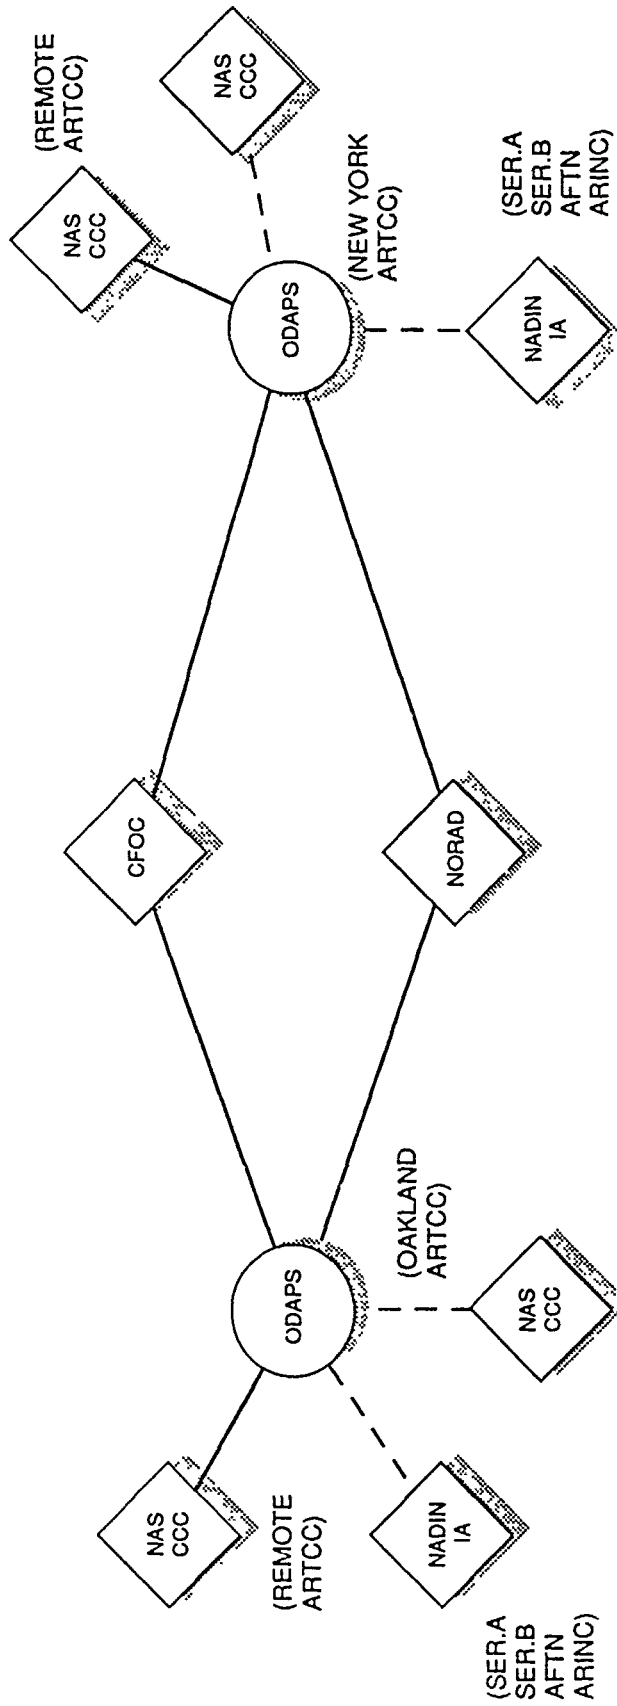 NAS
CCC
(REMOTE
ARTCC)
NADIN
IA
(SER.A
SER.B
AFTN
ARINC)
ODAPS
(OAKLAND
ARTCC)
NAS
CCC
CFOC
NORAD
ODAPS
(NEW YORK
ARTCC)
NAS
CCC
(REMOTE
ARTCC)
NAS
CCC
NADIN
IA
(SER.A
SER.B
AFTN
ARINC)